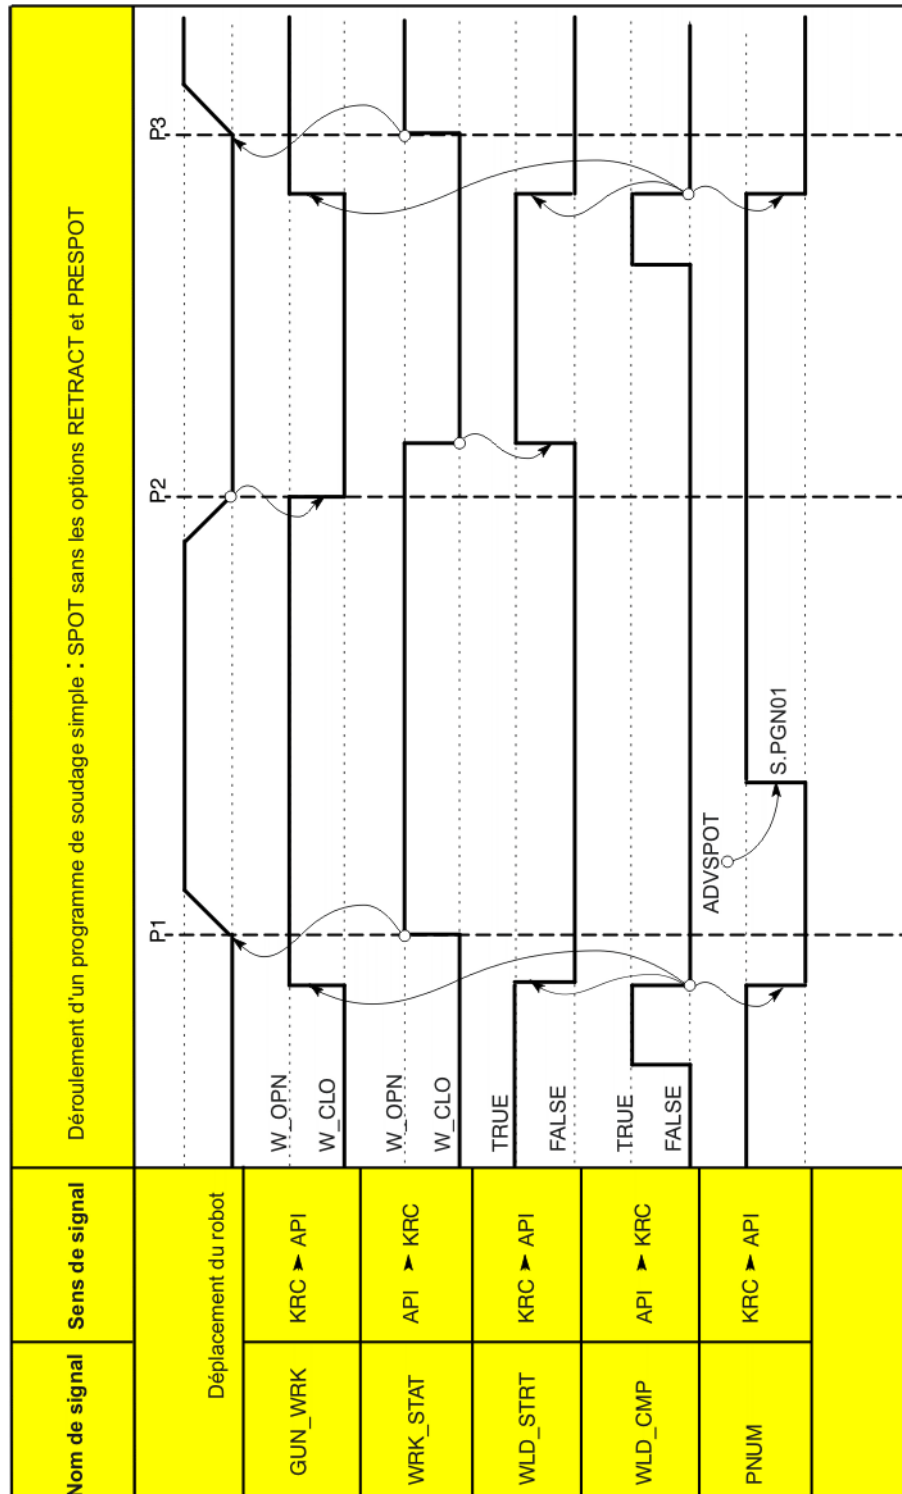 Nom de signal
Sens de signal
Déroulement d'un programme de soudage simple : SPOT sans les options RETRACT et PRESPOT
P1
P2
P3
Déplacement du robot
GUN_WRK
KRC ➤ API
W_OPN
W_CLO
WRK_STAT
API ➤ KRC
W_OPN
W_CLO
WLD_STRT
KRC ➤ API
TRUE
FALSE
WLD_CMP
API ➤ KRC
TRUE
FALSE
PNUM
KRC ➤ API
ADVSPOT
S.PGN01